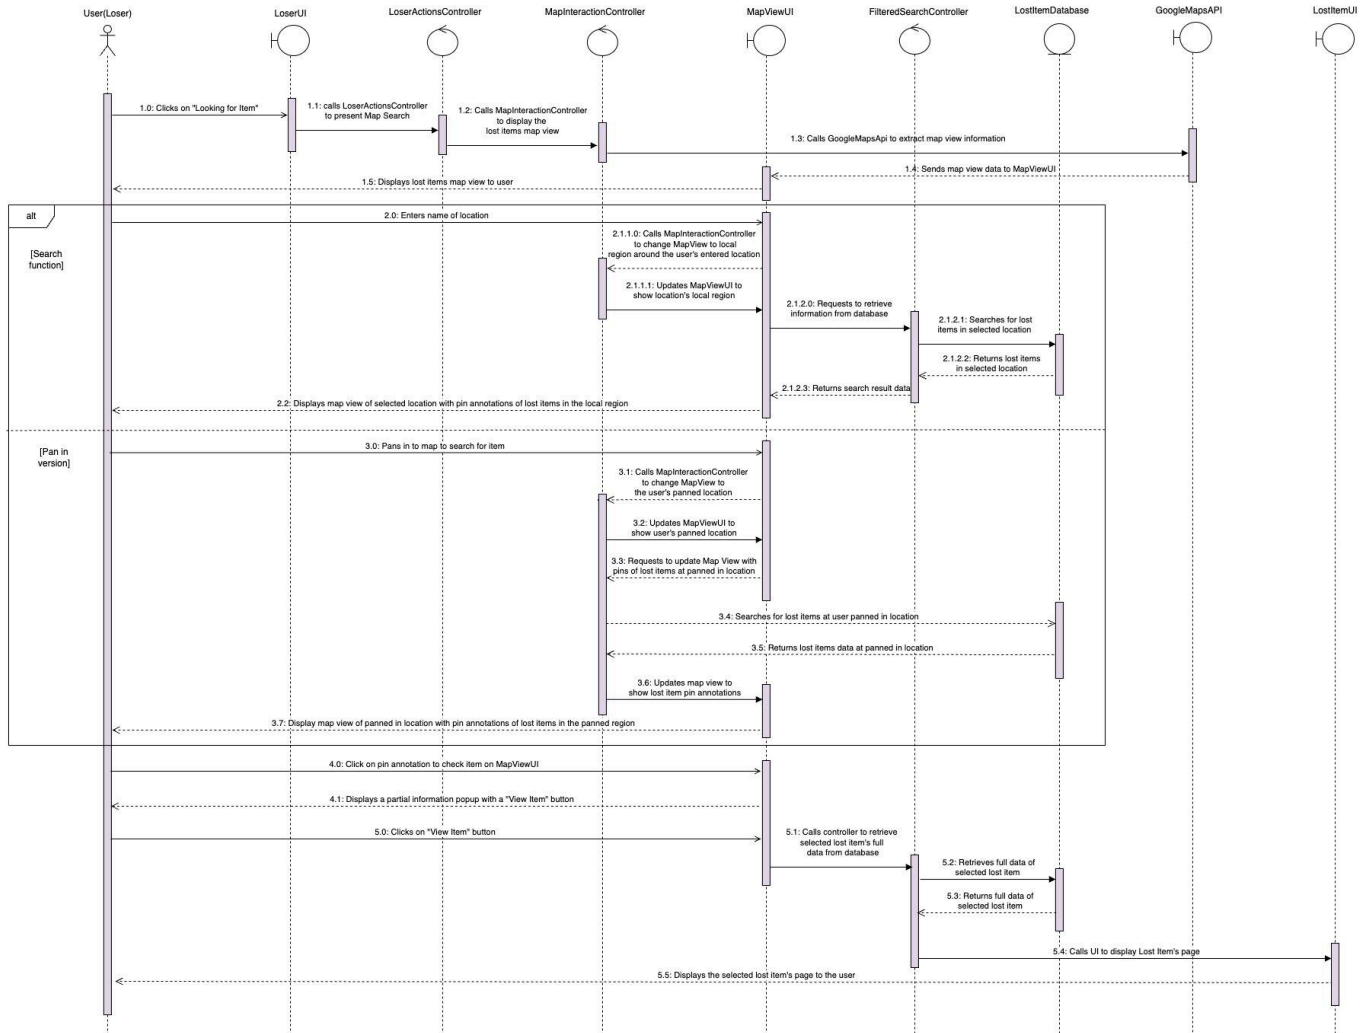 User(Loser)
LoserUI
LoserActionsController
MapInteractionController
MapViewUI
FilteredSearchController
LostItemDatabase
GoogleMapsAPI
LostItemUI
1.0: Clicks on "Looking for Item"
1.1: calls LoserActionsController
to present Map Search
1.2: Calls MapInteractionController
to display the
lost items map view
1.3: Calls GoogleMapsApi to extract map view information
1.4: Sends map view data to MapViewUI
1.5: Displays lost items map view to user
alt
[Search
function]
2.0: Enters name of location
2.1.1.0: Calls MapInteractionController
to change MapView to local
region around the user's entered location
2.1.1.1: Updates MapViewUI to
show location's local region
2.1.2.0: Requests to retrieve
information from database
2.1.2.1: Searches for lost
items in selected location
2.1.2.2: Returns lost items
in selected location
2.1.2.3: Returns search result data
2.2: Displays map view of selected location with pin annotations of lost items in the local region
[Pan in
version]
3.0: Pans in to map to search for item
3.1: Calls MapInteractionController
to change MapView to
the user's panned location
3.2: Updates MapViewUI to
show user's panned location
3.3: Requests to update Map View with
pins of lost items at panned in location
3.4: Searches for lost items at user panned in location
3.5: Returns lost items data at panned in location
3.6: Updates map view to
show lost item pin annotations
3.7: Display map view of panned in location with pin annotations of lost items in the panned region
4.0: Click on pin annotation to check item on MapViewUI
4.1: Displays a partial information popup with a "View Item" button
5.0: Clicks on "View Item" button
5.1: Calls controller to retrieve
selected lost item's full
data from database
5.2: Retrieves full data of
selected lost item
5.3: Returns full data of
selected lost item
5.4: Calls UI to display Lost Item's page
5.5: Displays the selected lost item's page to the user